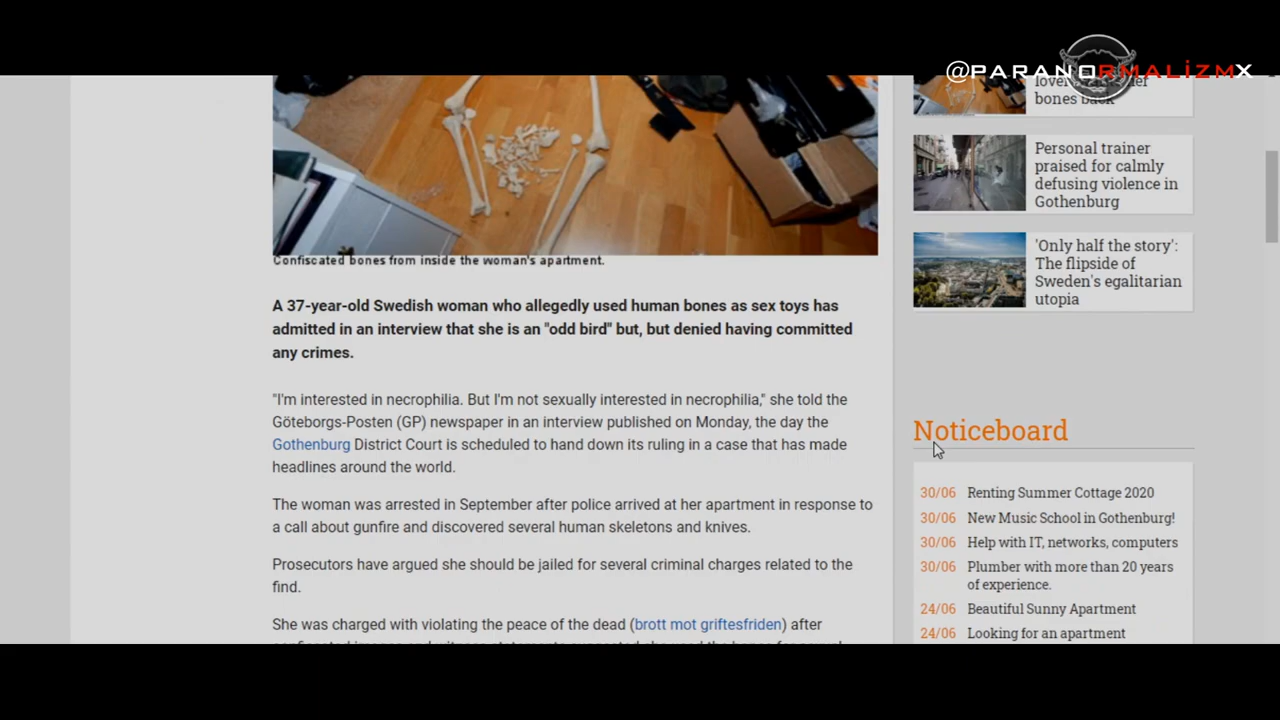 @PARANORMALİZMX
bones back
Personal trainer
praised for calmly
defusing violence in
Gothenburg
'Only half the story':
The flipside of
Sweden's egalitarian
utopia
Confiscated bones from inside the woman's apartment.
A 37-year-old Swedish woman who allegedly used human bones as sex toys has
admitted in an interview that she is an "odd bird" but, but denied having committed
any crimes.
"I'm interested in necrophilia. But I'm not sexually interested in necrophilia," she told the
Göteborgs-Posten (GP) newspaper in an interview published on Monday, the day the
Gothenburg District Court is scheduled to hand down its ruling in a case that has made
headlines around the world.
The woman was arrested in September after police arrived at her apartment in response to
a call about gunfire and discovered several human skeletons and knives.
Prosecutors have argued she should be jailed for several criminal charges related to the
find.
She was charged with violating the peace of the dead (brott mot griftesfriden) after
Noticeboard
30/06 Renting Summer Cottage 2020
30/06 New Music School in Gothenburg!
30/06 Help with IT, networks, computers
30/06 Plumber with more than 20 years
of experience.
24/06 Beautiful Sunny Apartment
24/06 Looking for an apartment